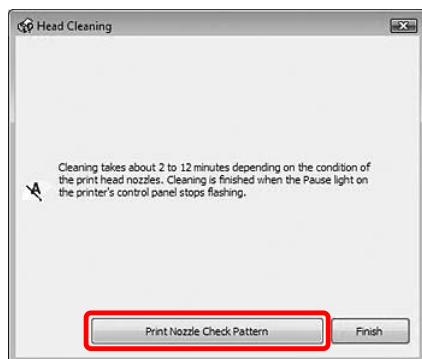 Head Cleaning
Cleaning takes about 2 to 12 minutes depending on the condition of
the print head nozzles. Cleaning is finished when the Pause light on
the printer's control panel stops flashing.
Print Nozzle Check Pattern
Finish